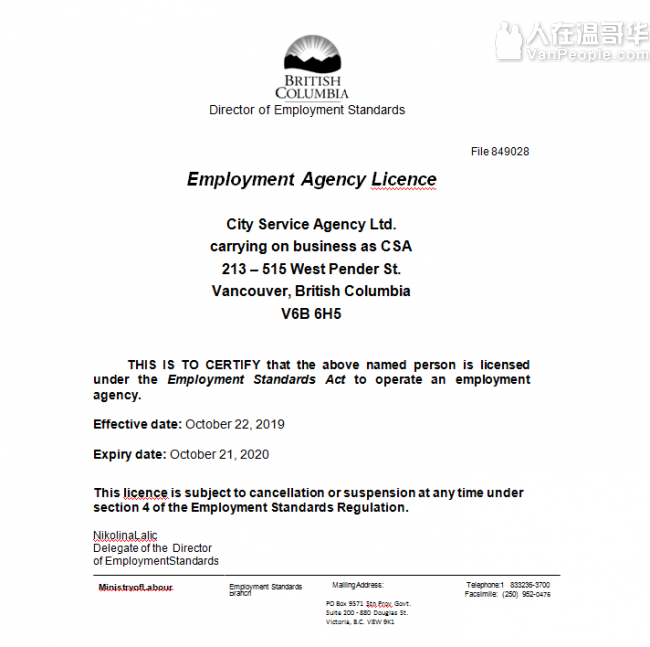 人在温哥华
VanPeople.com
BRITISH
COLUMBIA
Director of Employment Standards
File 849028
Employment Agency Licence
City Service Agency Ltd.
carrying on business as CSA
213 – 515 West Pender St.
Vancouver, British Columbia
V6B 6H5
THIS IS TO CERTIFY that the above named person is licensed
under the Employment Standards Act to operate an employment
agency.
Effective date: October 22, 2019
Expiry date: October 21, 2020
This licence is subject to cancellation or suspension at any time under
section 4 of the Employment Standards Regulation.
NikolinaLalic
Delegate of the Director
of EmploymentStandards
MinistryofLabour
Employment Standards
Branch
Mailing Address:
PO Box 9571 Stn Prov Govt.
Suite 200 - 880 Douglas St.
Victoria, B.C. V8W 9K1
Telephone:1 833236-3700
Facsimile: (250) 952-0476